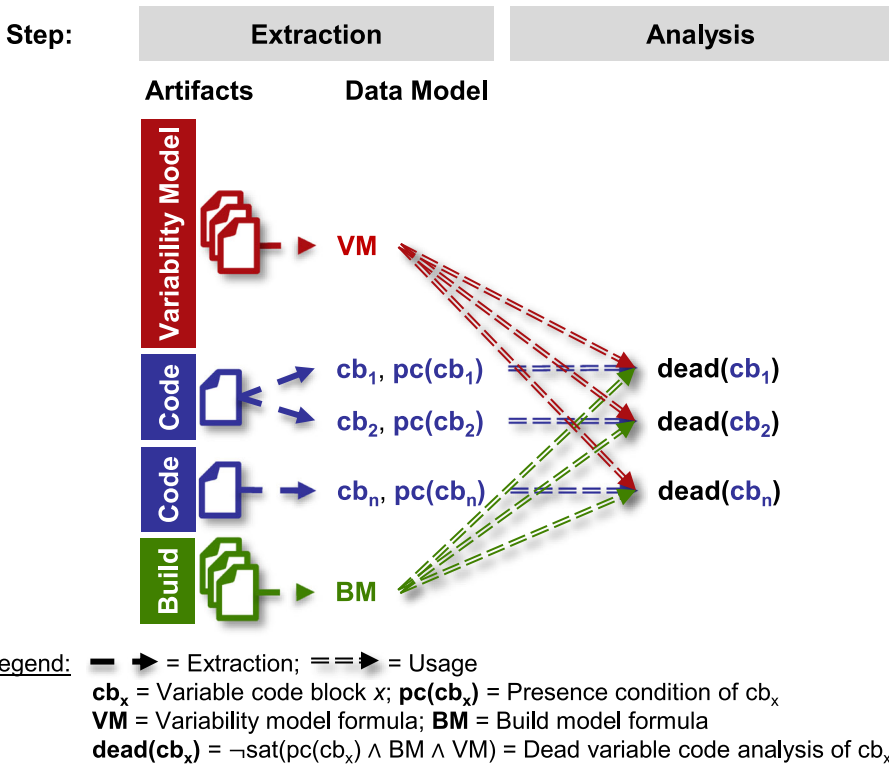 Step: Extraction Analysis
Artifacts Data Model
Variability Model
VM
Code
cb₁, pc(cb₁) dead(cb₁)
cb₂, pc(cb₂) dead(cb₂)
Code
cbₙ, pc(cbₙ) dead(cbₙ)
Build
BM
egend: = Extraction; = Usage
cbₓ = Variable code block x; pc(cbₓ) = Presence condition of cbₓ
VM = Variability model formula; BM = Build model formula
dead(cbₓ) = ¬sat(pc(cbₓ) ∧ BM ∧ VM) = Dead variable code analysis of cbₓ